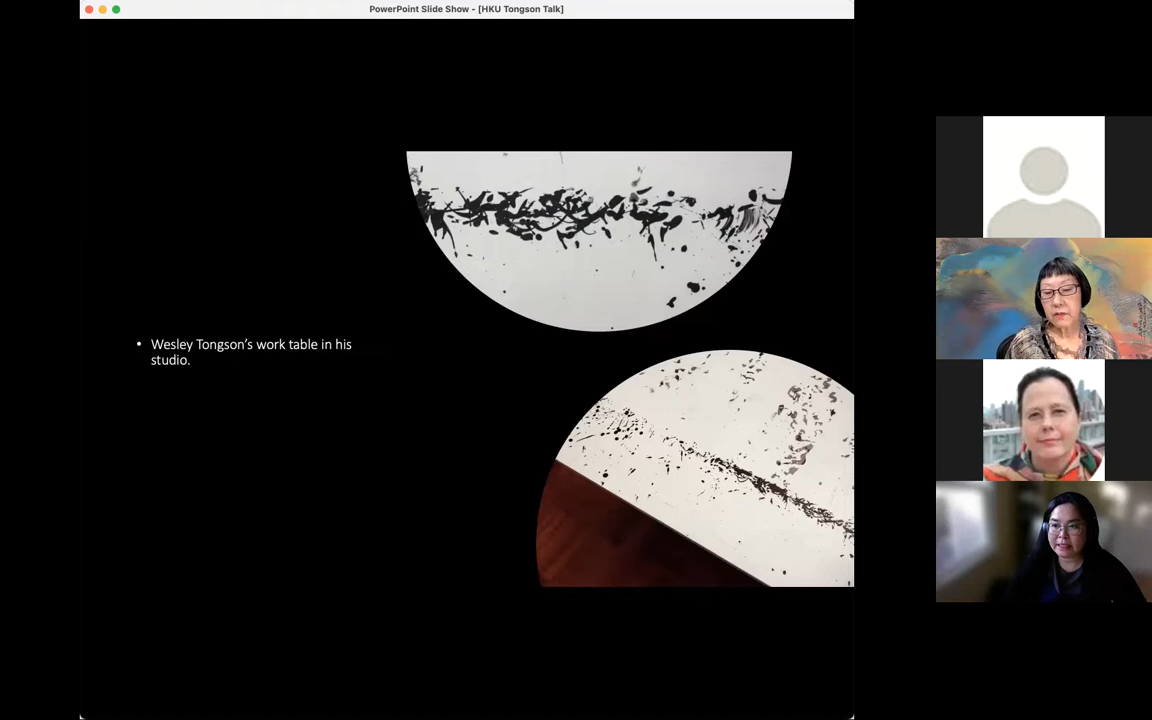 PowerPoint Slide Show - [HKU Tongson Talk]
• Wesley Tongson’s work table in his
studio.